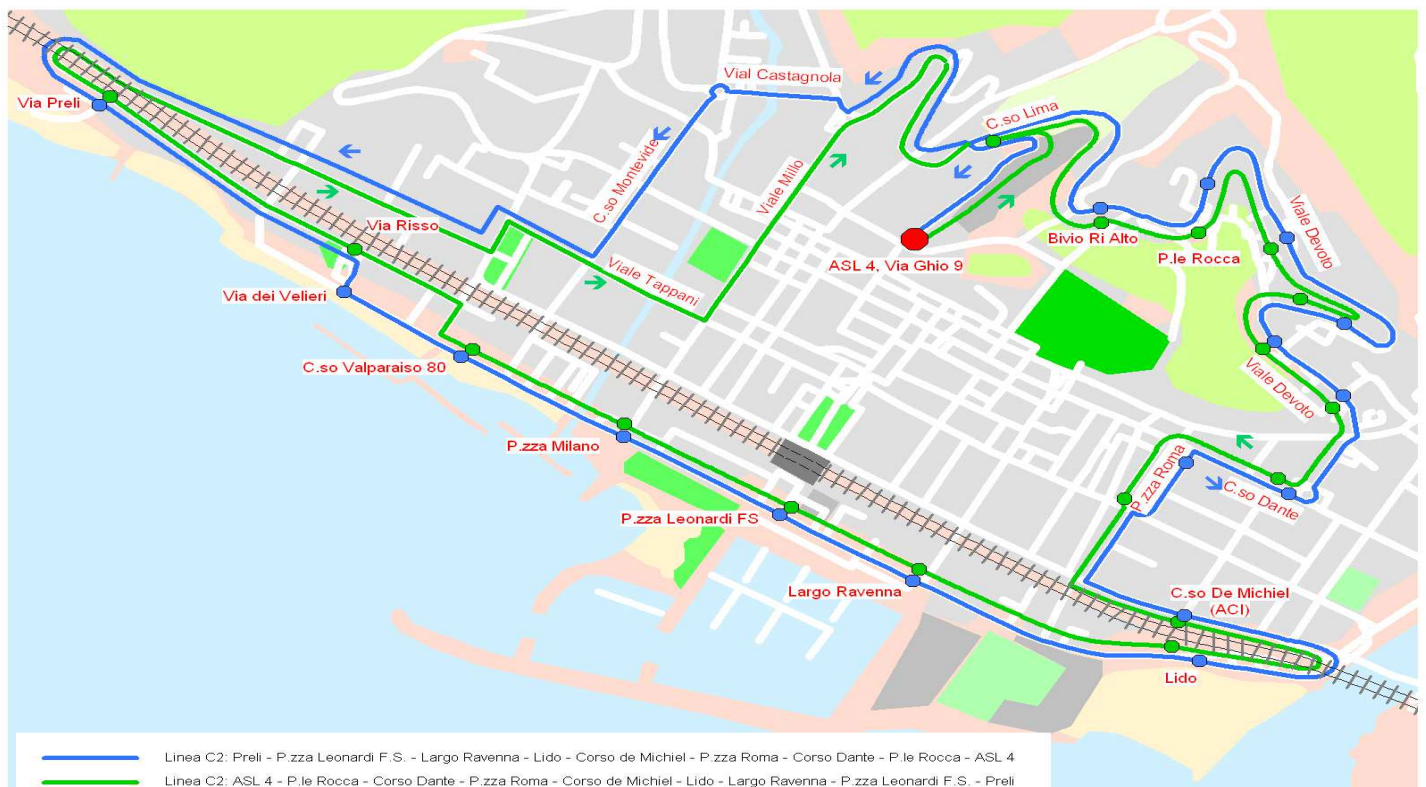 Vial Castagnola
Via Preli
C.so Lima
C.so Montevide
Viale Millo
Viale Devoto
Via Risso
Bivio Ri Alto
P.le Rocca
ASL 4, Via Ghio 9
Viale Tappani
Via dei Velieri
C.so Valparaiso 80
Viale Devoto
P.zza Milano
P.zza Roma
C.so Dante
P.zza Leonardi FS
Largo Ravenna
C.so De Michiel
(ACI)
Lido
Linea C2: Preli - P.zza Leonardi F.S. - Largo Ravenna - Lido - Corso de Michiel - P.zza Roma - Corso Dante - P.le Rocca - ASL 4
Linea C2: ASL 4 - P.le Rocca - Corso Dante - P.zza Roma - Corso de Michiel - Lido - Largo Ravenna - P.zza Leonardi F.S. - Preli